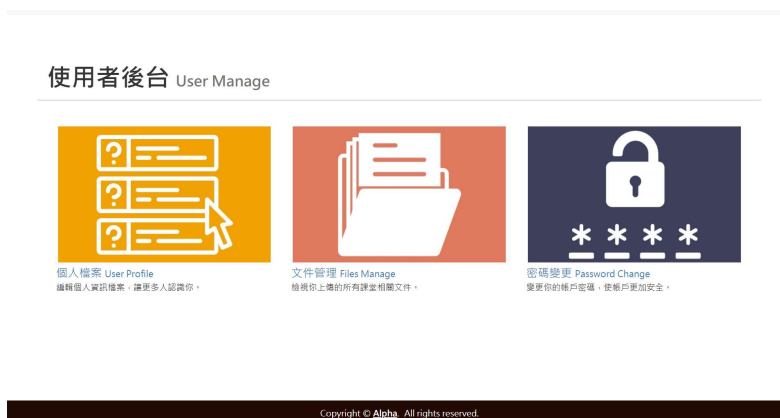 使用者後台 User Manage
個人檔案 User Profile
編輯個人資訊檔案，讓更多人認識你。
文件管理 Files Manage
檢視你上傳的所有課堂相關文件。
密碼變更 Password Change
變更你的帳戶密碼，使帳戶更加安全。
Copyright © Alpha. All rights reserved.